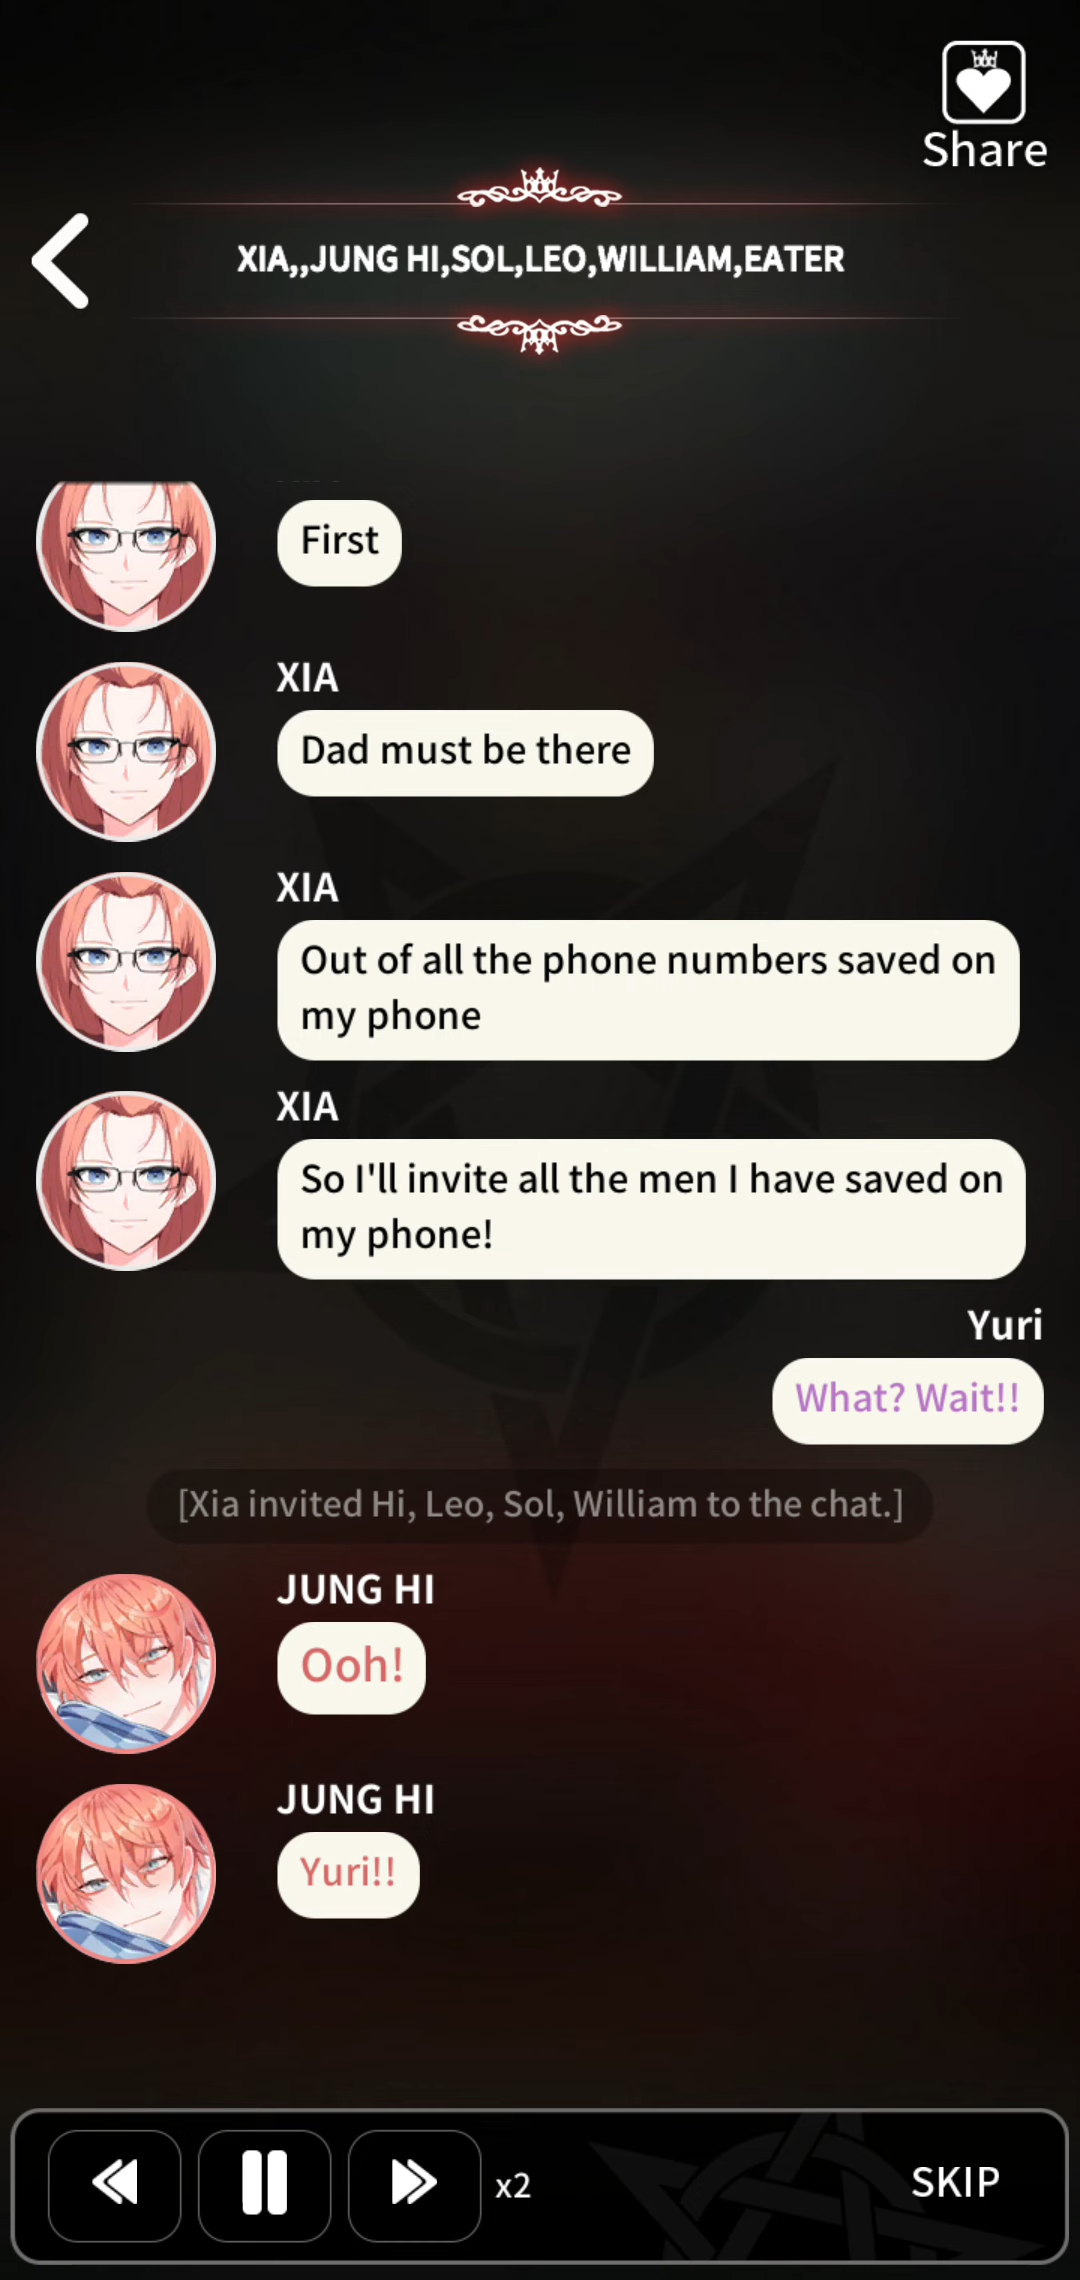 Share
XIA,,JUNG HI,SOL,LEO,WILLIAM,EATER
First
XIA
Dad must be there
XIA
Out of all the phone numbers saved on
my phone
XIA
So I'll invite all the men I have saved on
my phone!
Yuri
What? Wait!!
[Xia invited Hi, Leo, Sol, William to the chat.]
JUNG HI
Ooh!
JUNG HI
Yuri!!
x2
SKIP